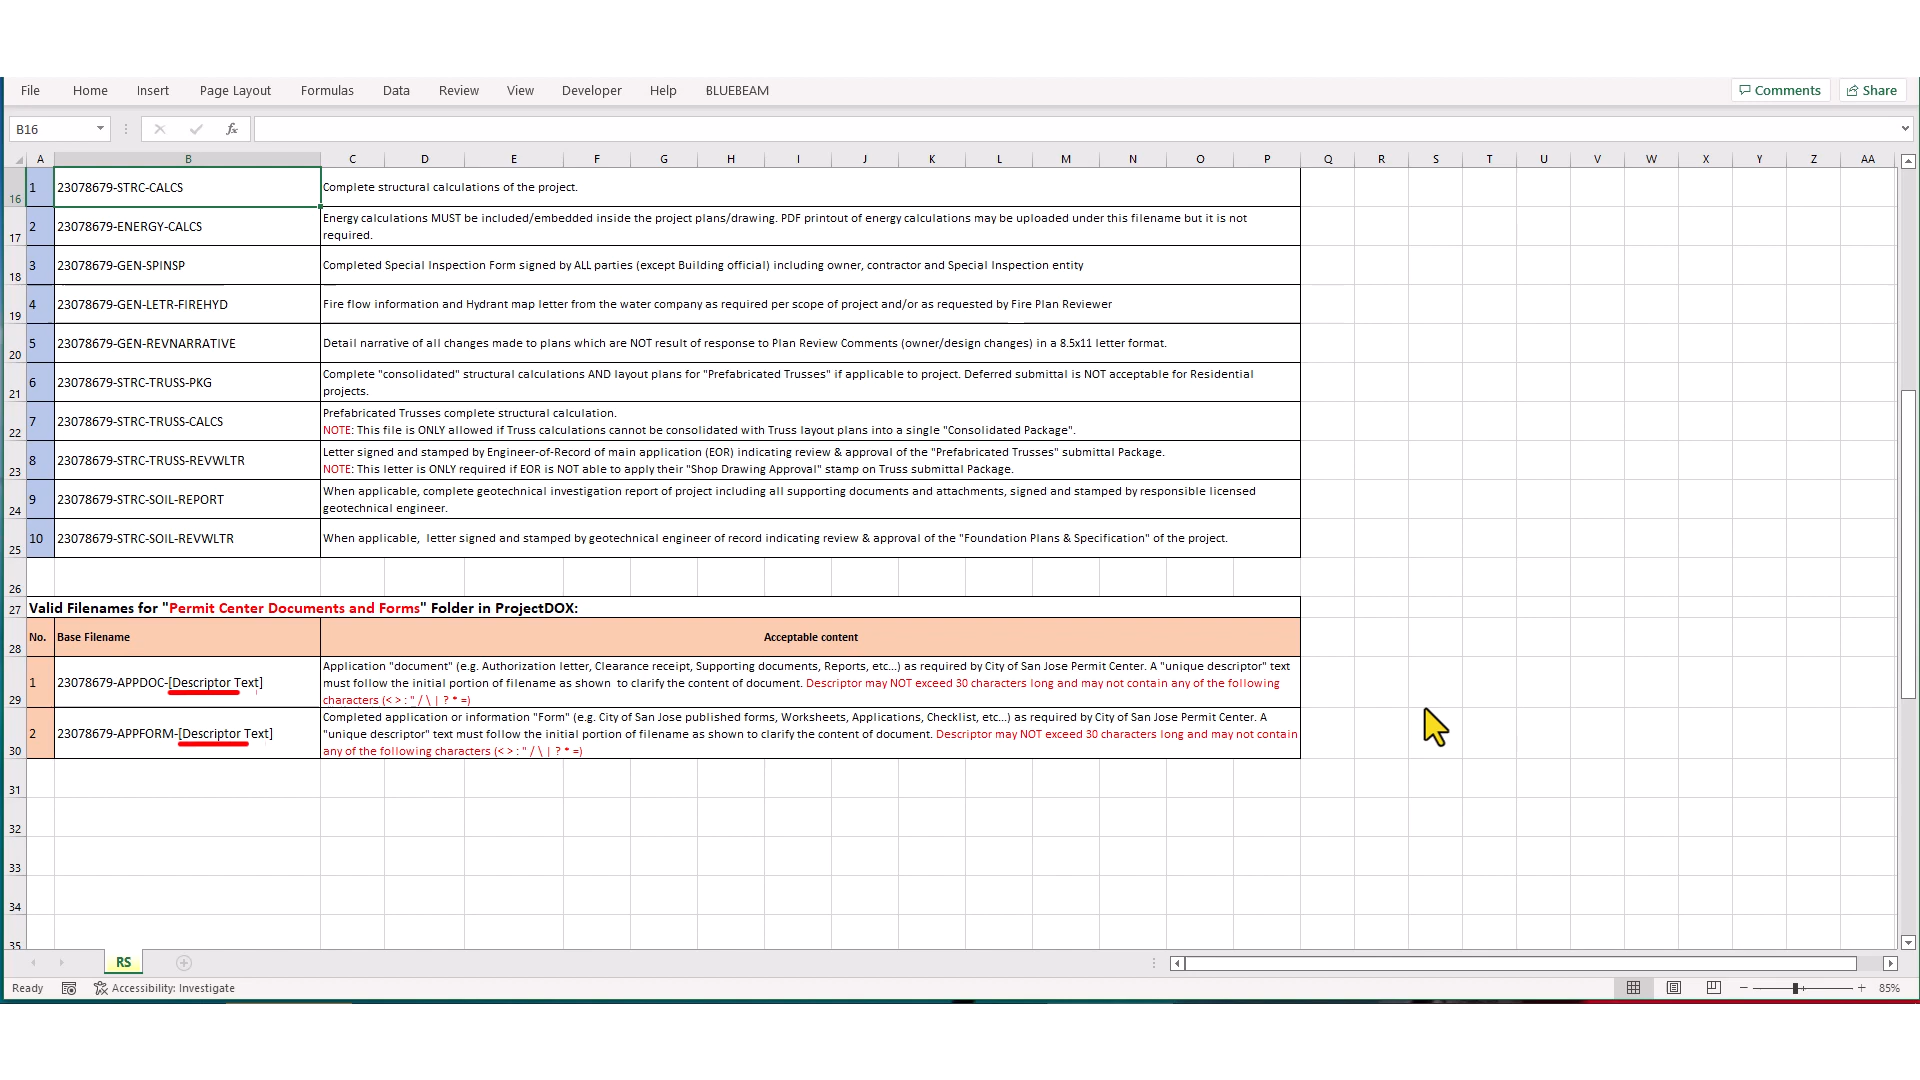 File Home Insert Page Layout Formulas Data Review View Developer Help BLUEBEAM Comments Share
B16 fx
A B C D E F G H I J K L M N O P Q R S T U V W X Y Z AA
16 1 23078679-STRC-CALCS Complete structural calculations of the project.
17 2 23078679-ENERGY-CALCS Energy calculations MUST be included/embedded inside the project plans/drawing. PDF printout of energy calculations may be uploaded under this filename but it is not
required.
18 3 23078679-GEN-SPINSP Completed Special Inspection Form signed by ALL parties (except Building official) including owner, contractor and Special Inspection entity
19 4 23078679-GEN-LETR-FIREHYD Fire flow information and Hydrant map letter from the water company as required per scope of project and/or as requested by Fire Plan Reviewer
20 5 23078679-GEN-REVNARRATIVE Detail narrative of all changes made to plans which are NOT result of response to Plan Review Comments (owner/design changes) in a 8.5x11 letter format.
21 6 23078679-STRC-TRUSS-PKG Complete "consolidated" structural calculations AND layout plans for "Prefabricated Trusses" if applicable to project. Deferred submittal is NOT acceptable for Residential
projects.
22 7 23078679-STRC-TRUSS-CALCS Prefabricated Trusses complete structural calculation.
NOTE: This file is ONLY allowed if Truss calculations cannot be consolidated with Truss layout plans into a single "Consolidated Package".
23 8 23078679-STRC-TRUSS-REVWLTR Letter signed and stamped by Engineer-of-Record of main application (EOR) indicating review & approval of the "Prefabricated Trusses" submittal Package.
NOTE: This letter is ONLY required if EOR is NOT able to apply their "Shop Drawing Approval" stamp on Truss submittal Package.
24 9 23078679-STRC-SOIL-REPORT When applicable, complete geotechnical investigation report of project including all supporting documents and attachments, signed and stamped by responsible licensed
geotechnical engineer.
25 10 23078679-STRC-SOIL-REVWLTR When applicable, letter signed and stamped by geotechnical engineer of record indicating review & approval of the "Foundation Plans & Specification" of the project.
26
27 Valid Filenames for "Permit Center Documents and Forms" Folder in ProjectDOX:
28 No. Base Filename Acceptable content
29 1 23078679-APPDOC-[Descriptor Text] Application "document" (e.g. Authorization letter, Clearance receipt, Supporting documents, Reports, etc...) as required by City of San Jose Permit Center. A "unique descriptor" text
must follow the initial portion of filename as shown to clarify the content of document. Descriptor may NOT exceed 30 characters long and may not contain any of the following
characters (< > : " / \ | ? * =)
30 2 23078679-APPFORM-[Descriptor Text] Completed application or information "Form" (e.g. City of San Jose published forms, Worksheets, Applications, Checklist, etc...) as required by City of San Jose Permit Center. A
"unique descriptor" text must follow the initial portion of filename as shown to clarify the content of document. Descriptor may NOT exceed 30 characters long and may not contain
any of the following characters (< > : " / \ | ? * =)
31
32
33
34
35
RS
Ready Accessibility: Investigate 85%